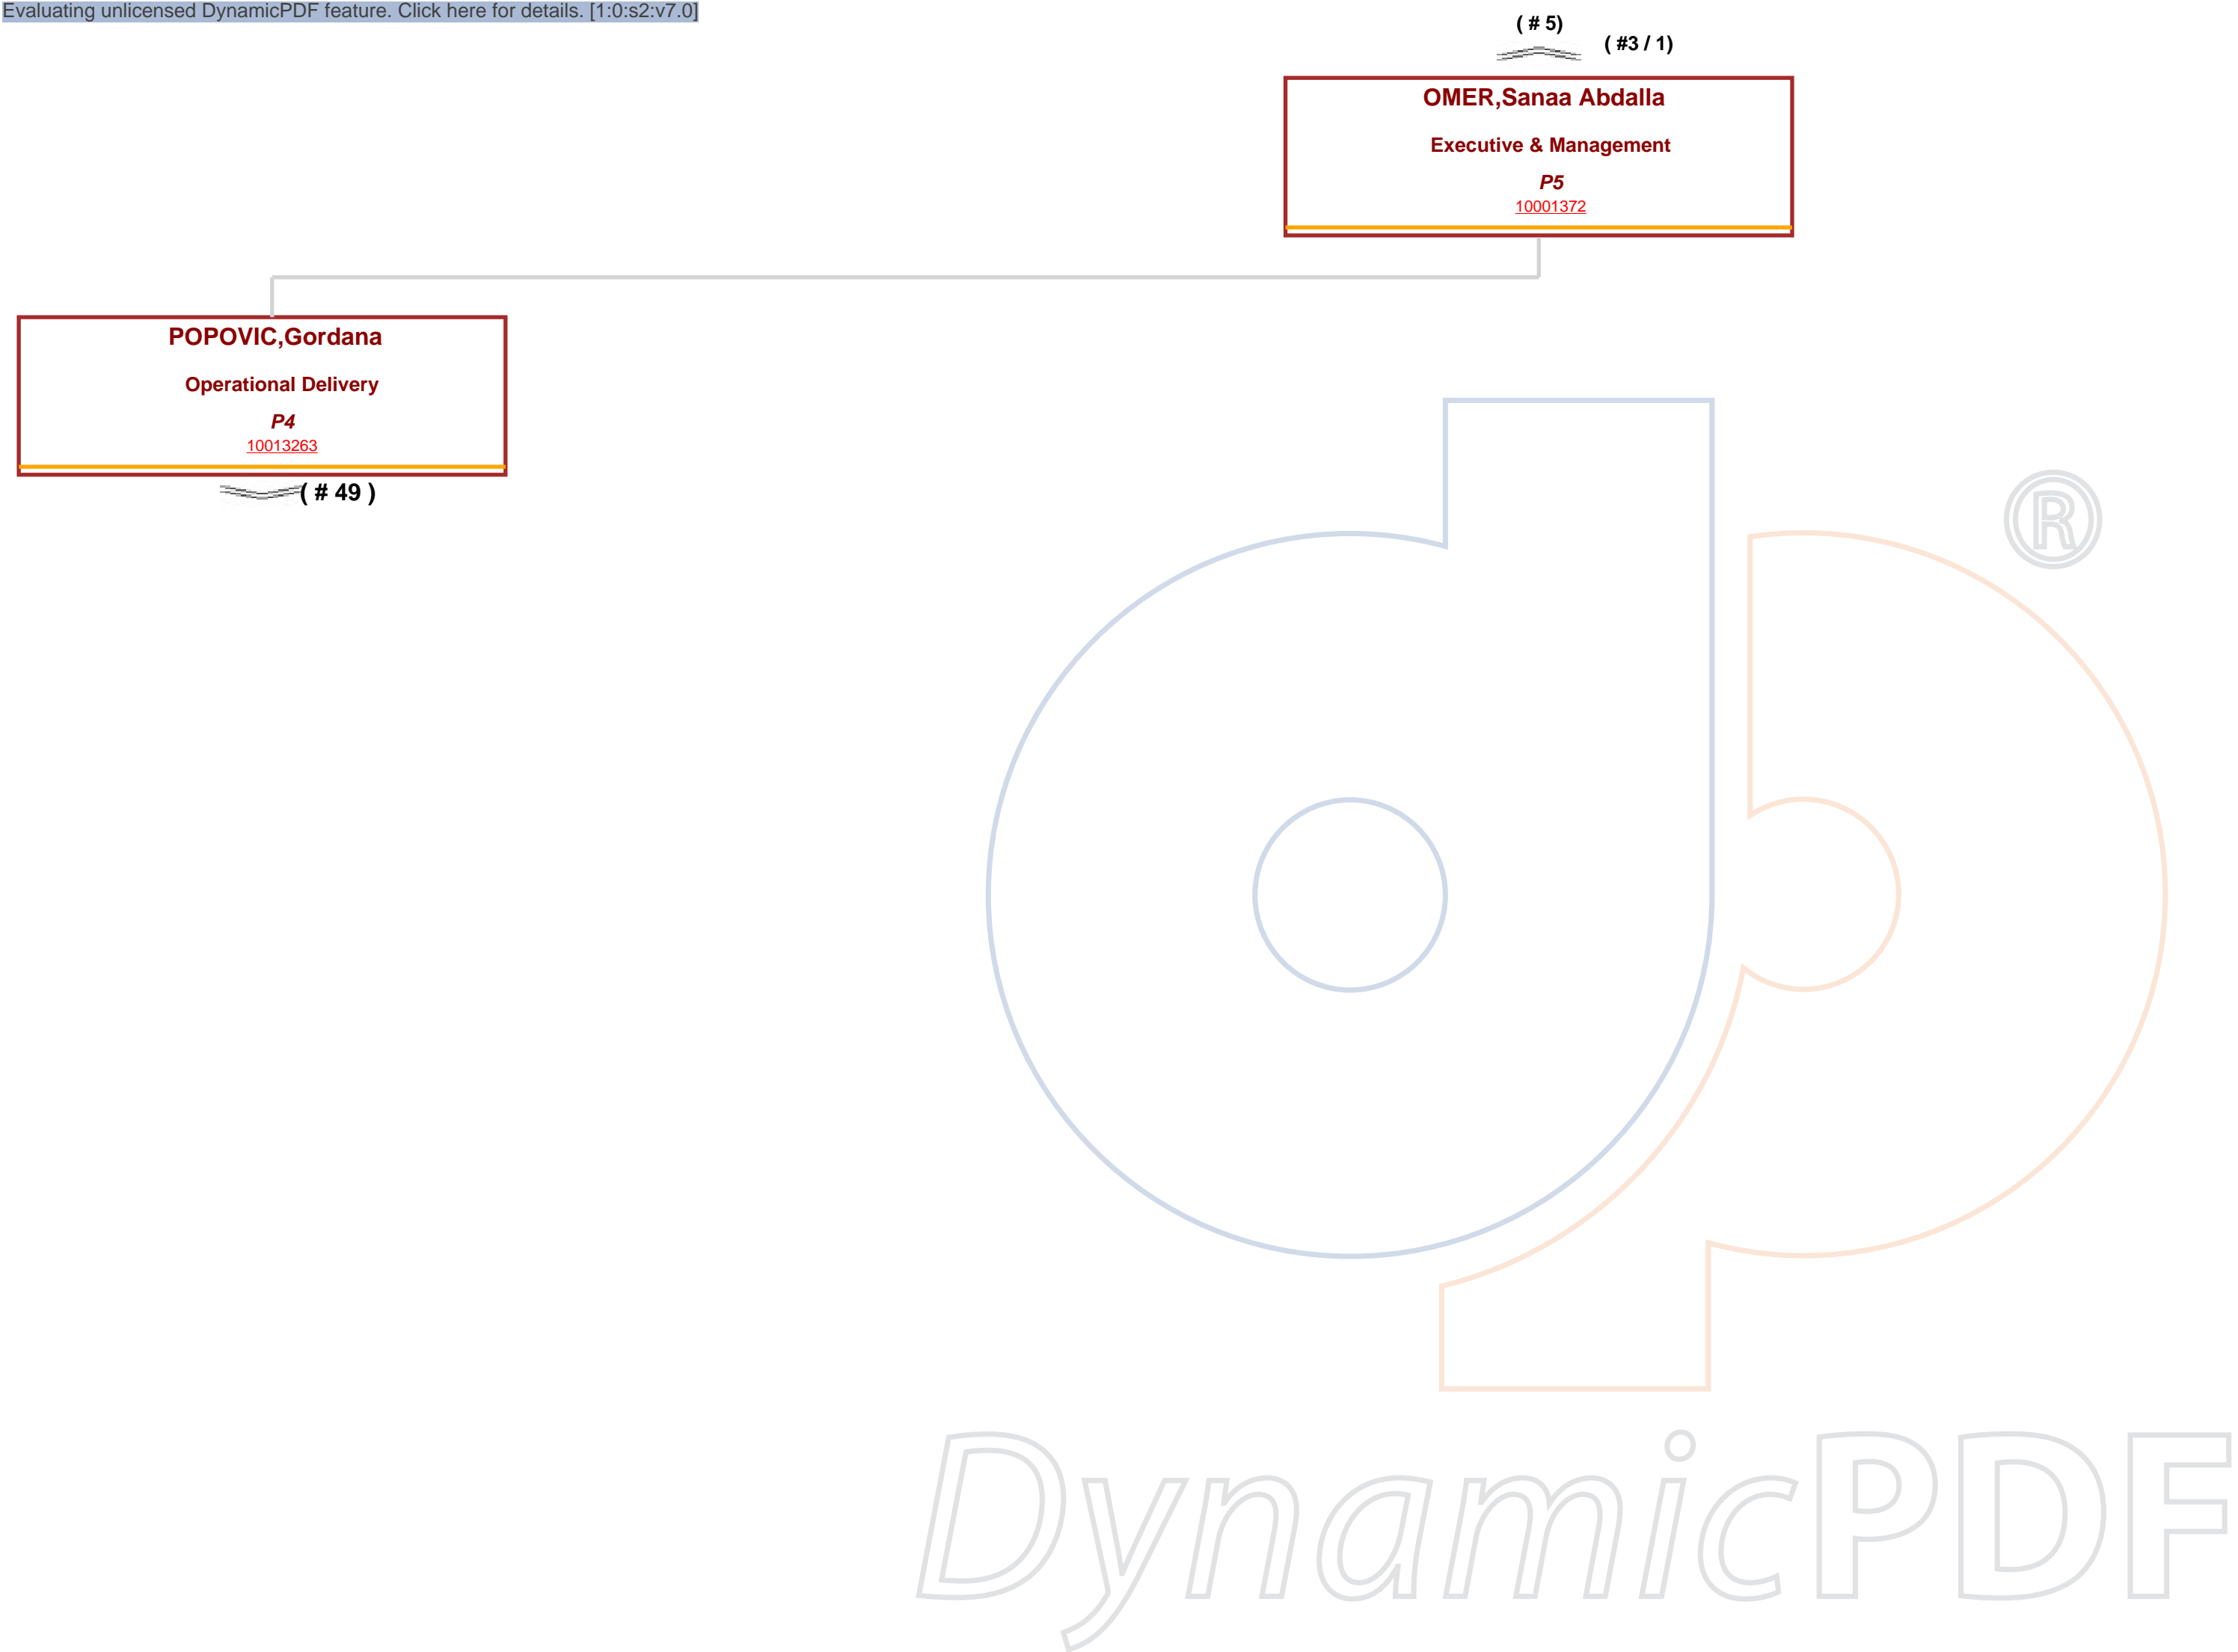 Evaluating unlicensed DynamicPDF feature. Click here for details. [1:0:s2:v7.0]
( # 5)
( #3 / 1)
OMER,Sanaa Abdalla
Executive & Management
P5
10001372
POPOVIC,Gordana
Operational Delivery
P4
10013263
( # 49 )
®
DynamicPDF